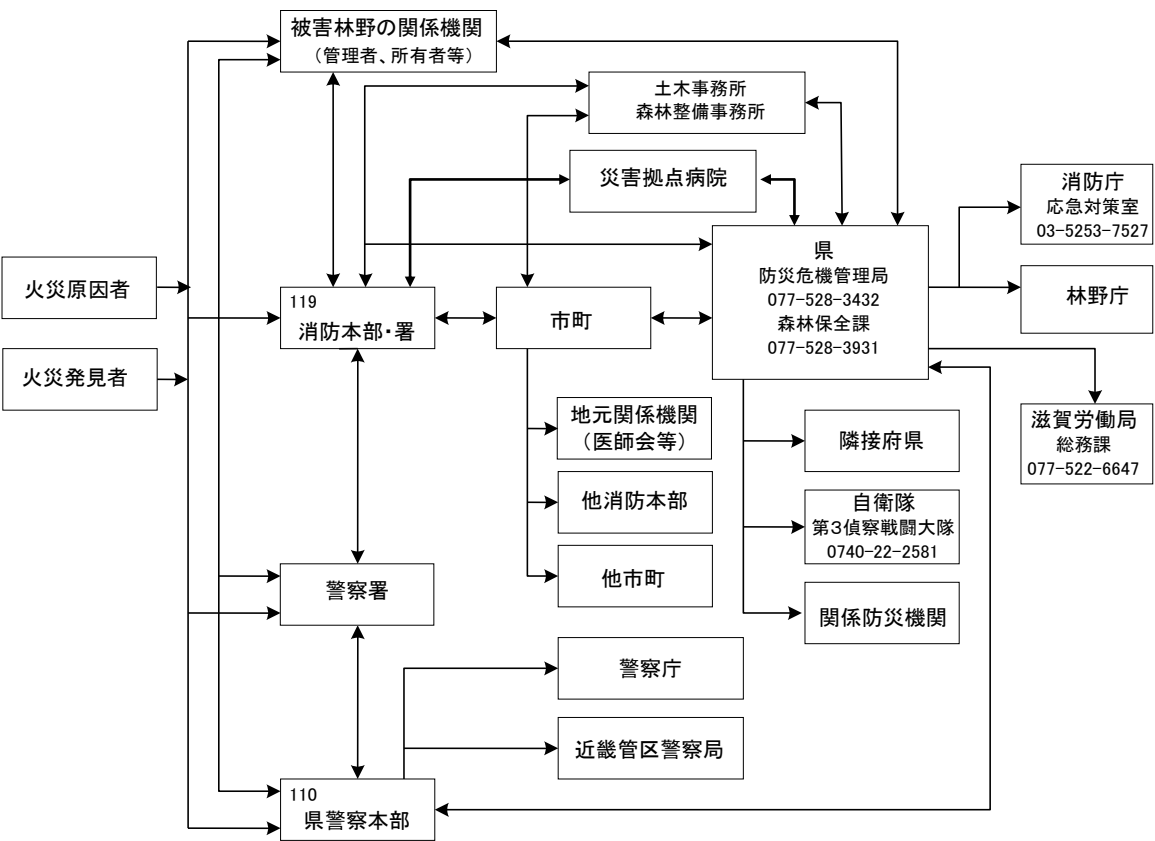 被害林野の関係機関
（管理者、所有者等）
土木事務所
森林整備事務所
災害拠点病院
消防庁
応急対策室
03-5253-7527
県
防災危機管理局
077-528-3432
森林保全課
077-528-3931
火災原因者
119
消防本部・署
市町
林野庁
火災発見者
地元関係機関
（医師会等）
隣接府県
滋賀労働局
総務課
077-522-6647
他消防本部
自衛隊
第３偵察戦闘大隊
0740-22-2581
警察署
他市町
関係防災機関
警察庁
近畿管区警察局
110
県警察本部